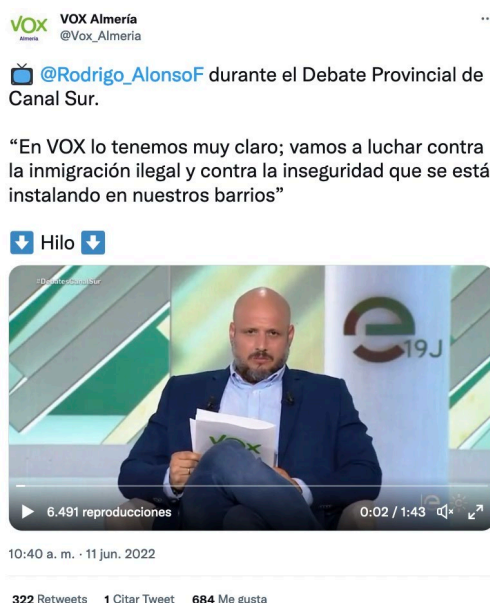 VOX
Almería
VOX Almería
@Vox_Almeria
@Rodrigo_AlonsoF durante el Debate Provincial de
Canal Sur.
“En VOX lo tenemos muy claro; vamos a luchar contra
la inmigración ilegal y contra la inseguridad que se está
instalando en nuestros barrios”
Hilo
#DebatesCanalSur
e
19J
VOX
6.491 reproducciones
0:02 / 1:43
10:40 a. m. · 11 jun. 2022
322 Retweets 1 Citar Tweet 684 Me gusta